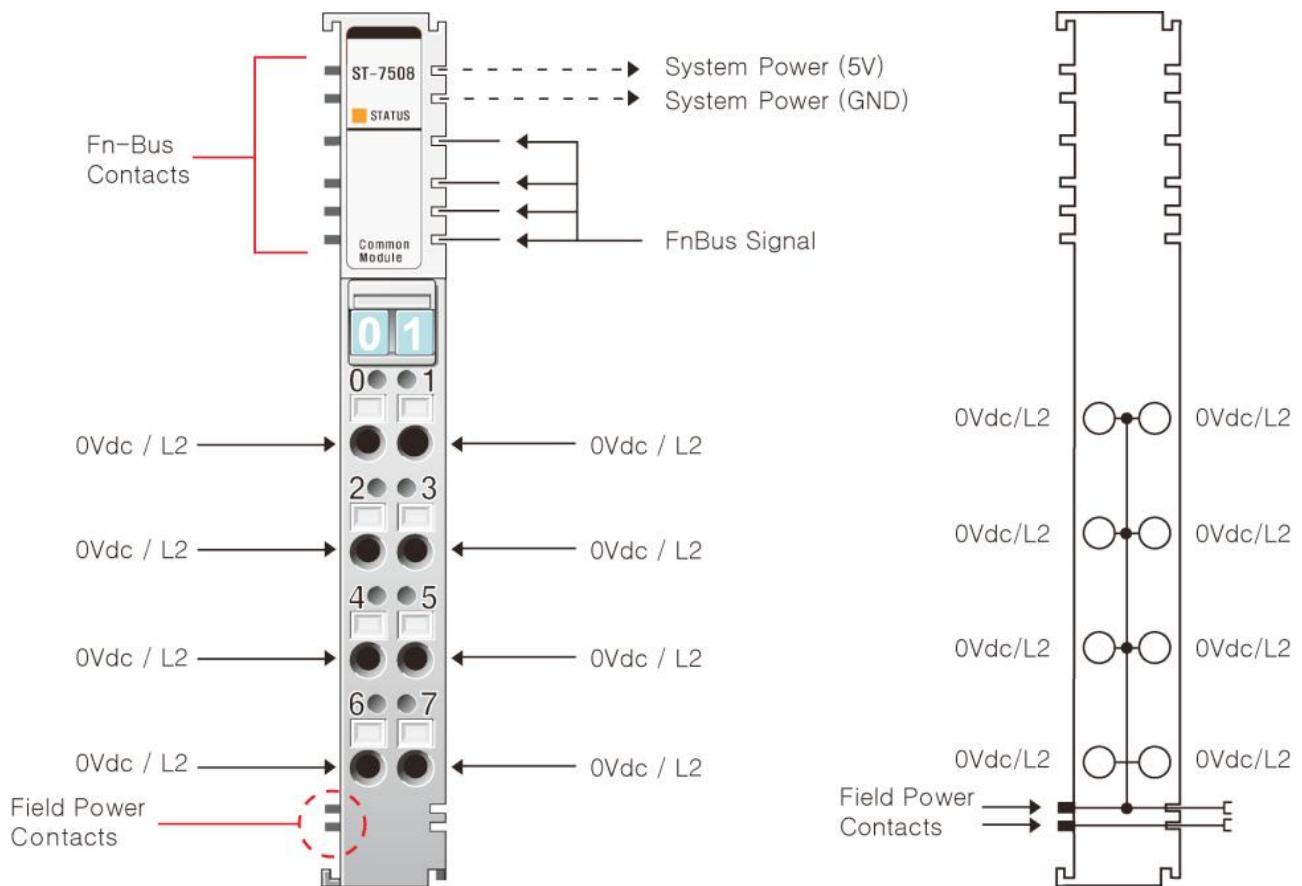 ST-7508
STATUS
System Power (5V)
System Power (GND)
Fn-Bus
Contacts
FnBus Signal
Common
Module
0 1
0 1
0Vdc / L2
0Vdc / L2
2 3
0Vdc / L2
0Vdc / L2
4 5
0Vdc / L2
0Vdc / L2
6 7
0Vdc / L2
0Vdc / L2
Field Power
Contacts
0Vdc/L2
0Vdc/L2
0Vdc/L2
0Vdc/L2
0Vdc/L2
0Vdc/L2
0Vdc/L2
0Vdc/L2
Field Power
Contacts